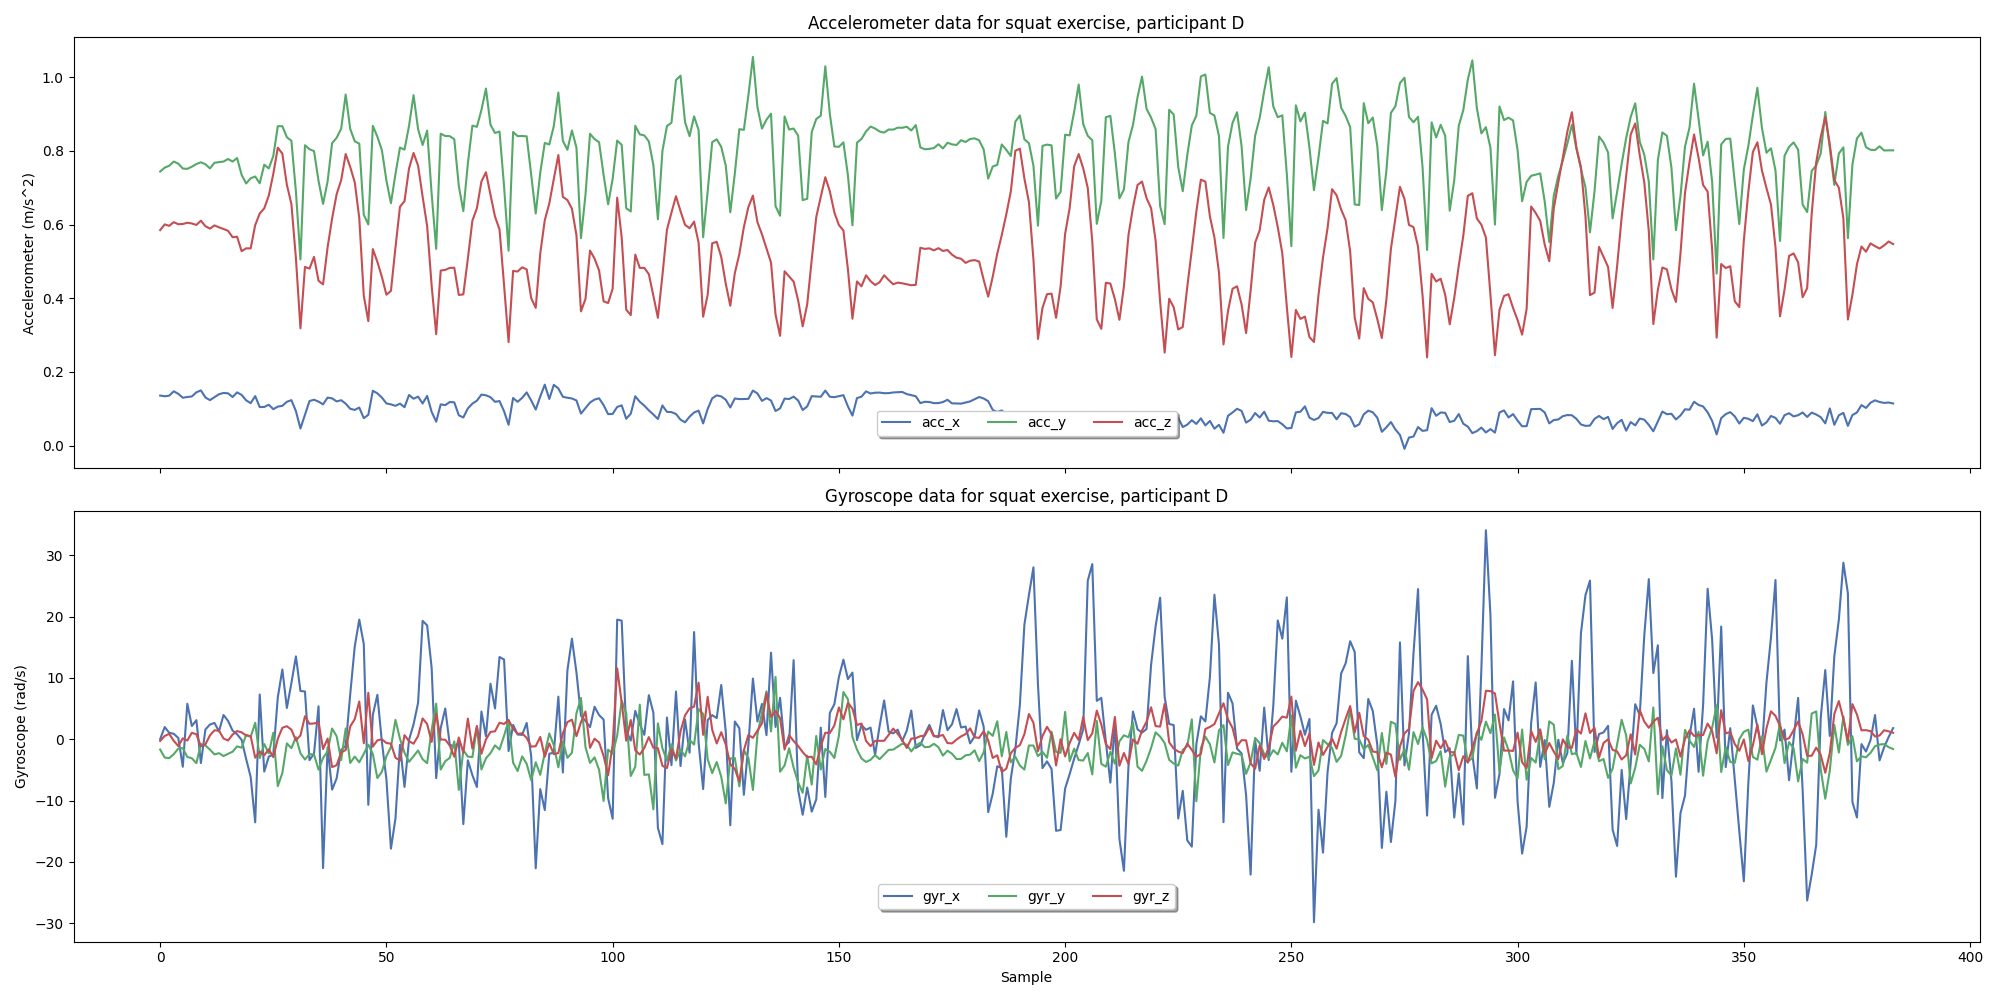 Accelerometer data for squat exercise, participant D
Accelerometer (m/s^2)
1.0
0.8
0.6
0.4
0.2
0.0
acc_x acc_y acc_z
Gyroscope data for squat exercise, participant D
Gyroscope (rad/s)
30
20
10
0
−10
−20
−30
gyr_x gyr_y gyr_z
0 50 100 150 200 250 300 350 400
Sample